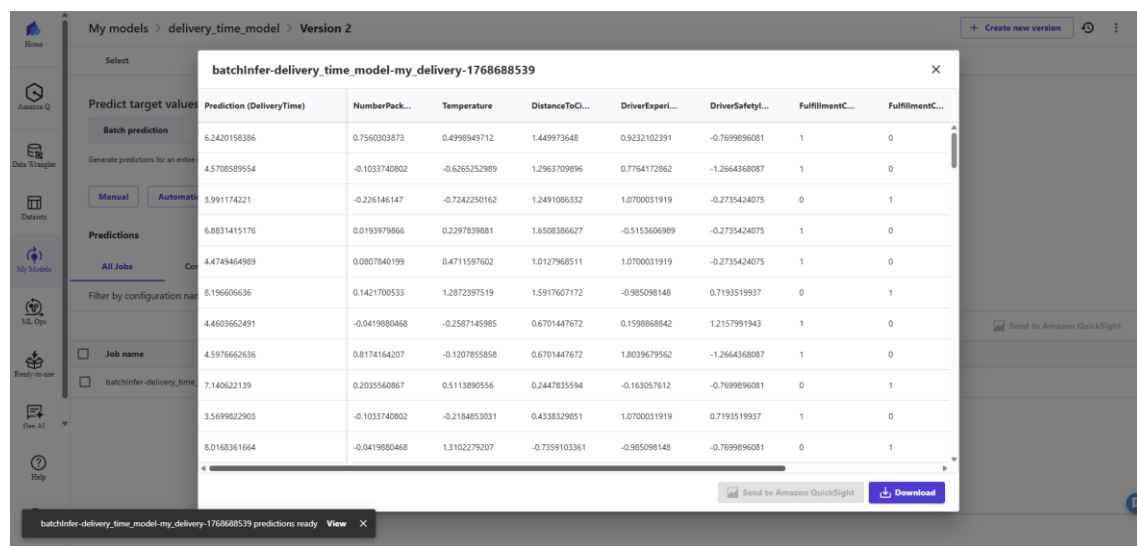 Home
Amazon Q
Data Wrangler
Datasets
My Models
ML Ops
Ready-to-use
Gen AI
Help
My models > delivery_time_model > Version 2
+ Create new version
Select
Predict target values
Batch prediction
Generate predictions for an entire
Manual Automati
Predictions
All Jobs Co
Filter by configuration nam
Send to Amazon QuickSight
Job name
batchInfer-delivery_time_
batchInfer-delivery_time_model-my_delivery-1768688539
Prediction (DeliveryTime) NumberPack... Temperature DistanceToCi... DriverExperi... DriverSafetyI... FulfillmentC... FulfillmentC...
6.2420158386 0.7560303873 0.4998949712 1.449973648 0.9232102391 -0.7699896081 1 0
4.5708589554 -0.1033740802 -0.6265252989 1.2963709896 0.7764172862 -1.2664368087 1 0
3.991174221 -0.226146147 -0.7242250162 1.2491086332 1.0700031919 -0.2735424075 0 1
6.8831415176 0.0193979866 0.2297839881 1.6508386627 -0.5153606989 -0.2735424075 1 0
4.4749464989 0.0807840199 0.4711597602 1.0127968511 1.0700031919 -0.2735424075 1 0
8.196606636 0.1421700533 1.2872397519 1.5917607172 -0.985098148 0.7193519937 0 1
4.4603662491 -0.0419880468 -0.2587145985 0.6701447672 0.1598868842 1.2157991943 1 0
4.5976662636 0.8174164207 -0.1207855858 0.6701447672 1.8039679562 -1.2664368087 1 0
7.140622139 0.2035560867 0.5113890556 0.2447835594 -0.163057612 -0.7699896081 0 1
3.5699822903 -0.1033740802 -0.2184853031 0.4338329851 1.0700031919 0.7193519937 1 0
8.0168361664 -0.0419880468 1.3102279207 -0.7359103361 -0.985098148 -0.7699896081 0 1
Send to Amazon QuickSight Download
batchInfer-delivery_time_model-my_delivery-1768688539 predictions ready View